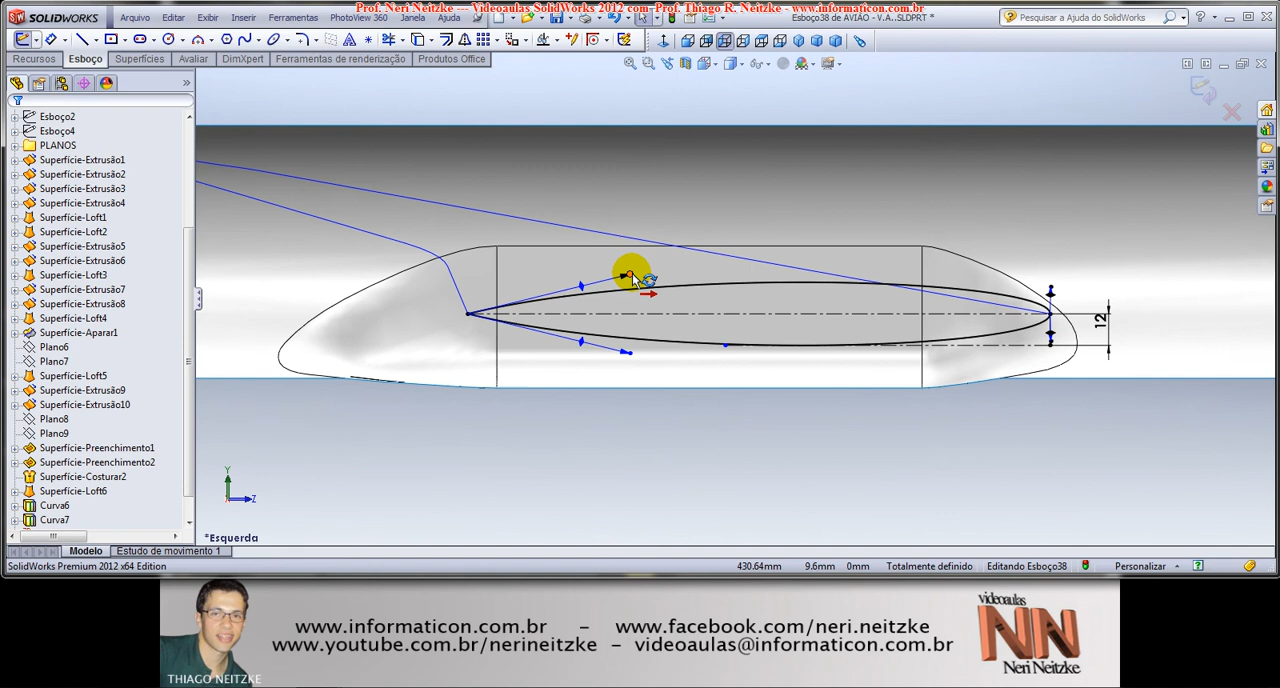 Prof. Neri Neitzke --- Videoaulas SolidWorks 2012 com Prof. Thiago R. Neitzke - www.informaticon.com.br
SOLIDWORKS
Arquivo Editar Exibir Inserir Ferramentas PhotoView 360 Janela Ajuda
Esboço38 de AVIÃO - V.A..SLDPRT *
Pesquisar a Ajuda do SolidWorks
Recursos Esboço Superfícies Avaliar DimXpert Ferramentas de renderização Produtos Office
Esboço2
Esboço4
PLANOS
Superfície-Extrusão1
Superfície-Extrusão2
Superfície-Extrusão3
Superfície-Extrusão4
Superfície-Loft1
Superfície-Loft2
Superfície-Extrusão5
Superfície-Extrusão6
Superfície-Loft3
Superfície-Extrusão7
Superfície-Extrusão8
Superfície-Loft4
Superfície-Aparar1
Plano6
Plano7
Superfície-Loft5
Superfície-Extrusão9
Superfície-Extrusão10
Plano8
Plano9
Superfície-Preenchimento1
Superfície-Preenchimento2
Superfície-Costurar2
Superfície-Loft6
Curva6
Curva7
12
Y
Z
*Esquerda
Modelo Estudo de movimento 1
SolidWorks Premium 2012 x64 Edition
430.64mm 9.6mm 0mm Totalmente definido Editando Esboço38 Personalizar
www.informaticon.com.br - www.facebook.com/neri.neitzke
www.youtube.com.br/nerineitzke - videoaulas@informaticon.com.br
THIAGO NEITZKE
videoaulas
NN
Neri Neitzke